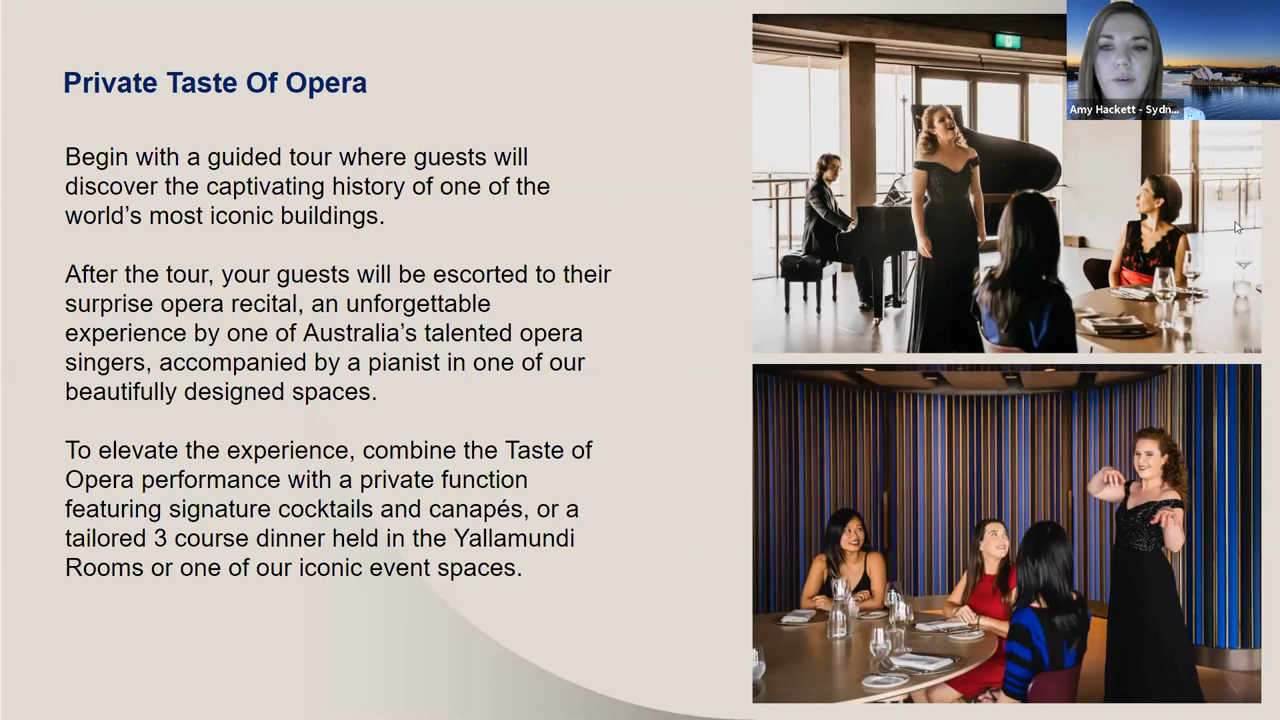 Private Taste Of Opera
Begin with a guided tour where guests will
discover the captivating history of one of the
world’s most iconic buildings.
After the tour, your guests will be escorted to their
surprise opera recital, an unforgettable
experience by one of Australia’s talented opera
singers, accompanied by a pianist in one of our
beautifully designed spaces.
To elevate the experience, combine the Taste of
Opera performance with a private function
featuring signature cocktails and canapés, or a
tailored 3 course dinner held in the Yallamundi
Rooms or one of our iconic event spaces.
Amy Hackett - Sydn...